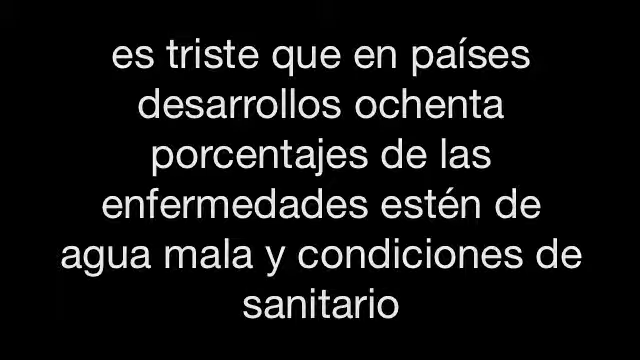 es triste que en países
desarrollos ochenta
porcentajes de las
enfermedades estén de
agua mala y condiciones de
sanitario